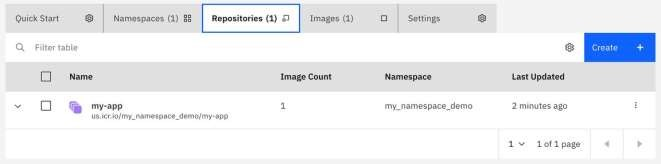 Quick Start Namespaces (1) Repositories (1) Images (1) Settings
Filter table Create +
Name Image Count Namespace Last Updated
my-app 1 my_namespace_demo 2 minutes ago
us.icr.io/my_namespace_demo/my-app
1 1 of 1 page